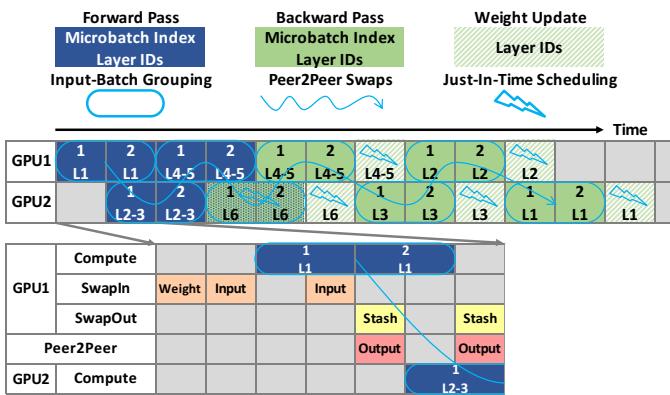 Forward Pass
Microbatch Index
Layer IDs
Input-Batch Grouping
Backward Pass
Microbatch Index
Layer IDs
Peer2Peer Swaps
Weight Update
Layer IDs
Just-In-Time Scheduling
Time
GPU1
1 2 1 2 1 2 1 2
L1 L1 L4-5 L4-5 L4-5 L4-5 L4-5 L2 L2 L2
GPU2
1 2 1 2 1 2 1 2
L2-3 L2-3 L6 L6 L6 L3 L3 L3 L1 L1 L1
GPU1
Compute
1 2
L1 L1
SwapIn
Weight Input Input
SwapOut
Stash Stash
Peer2Peer
Output Output
GPU2
Compute
1
L2-3